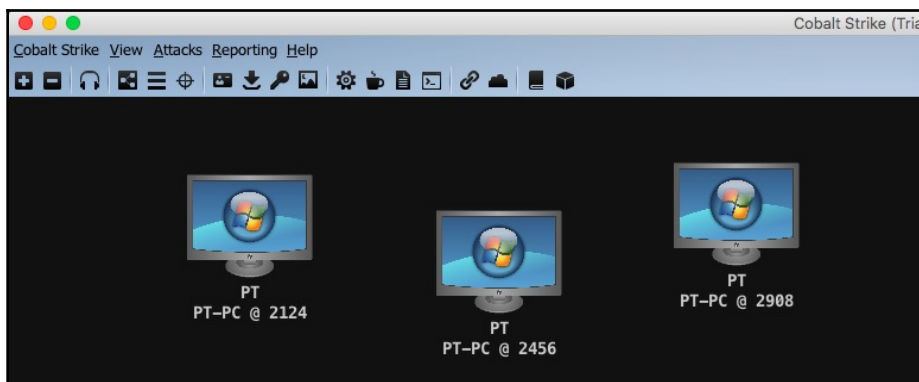 Cobalt Strike (Tria
Cobalt Strike View Attacks Reporting Help
PT
PT-PC @ 2124
PT
PT-PC @ 2456
PT
PT-PC @ 2908